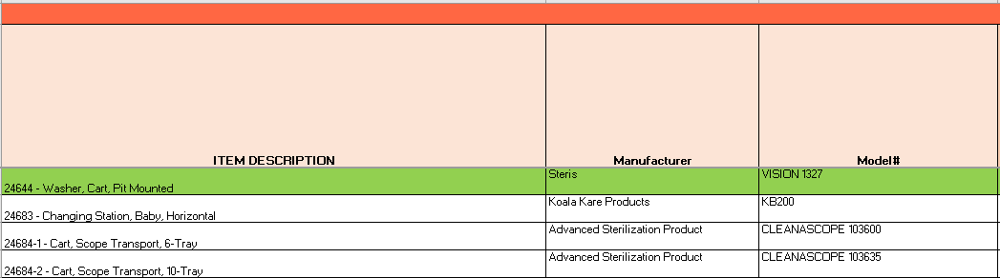 ITEM DESCRIPTION Manufacturer Model#
24644 - Washer, Cart, Pit Mounted Steris VISION 1327
24683 - Changing Station, Baby, Horizontal Koala Kare Products KB200
24684-1 - Cart, Scope Transport, 6-Tray Advanced Sterilization Product CLEANASCOPE 103600
24684-2 - Cart, Scope Transport, 10-Tray Advanced Sterilization Product CLEANASCOPE 103635